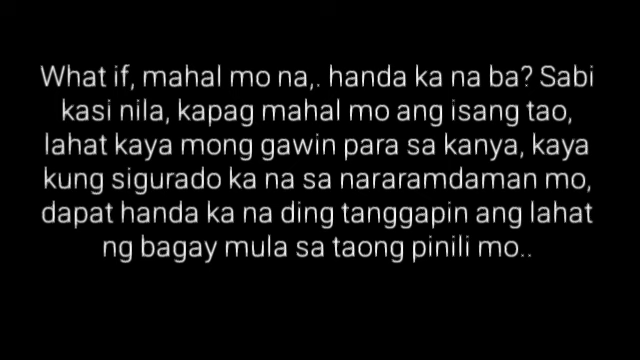 What if, mahal mo na,. handa ka na ba? Sabi
kasi nila, kapag mahal mo ang isang tao,
lahat kaya mong gawin para sa kanya, kaya
kung sigurado ka na sa nararamdaman mo,
dapat handa ka na ding tanggapin ang lahat
ng bagay mula sa taong pinili mo..